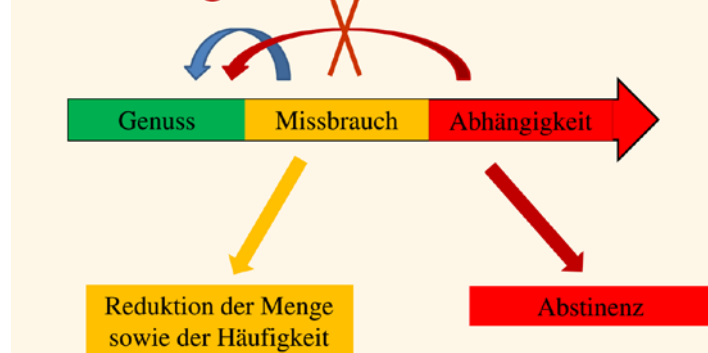 Genuss
Missbrauch
Abhängigkeit
Reduktion der Menge
sowie der Häufigkeit
Abstinenz